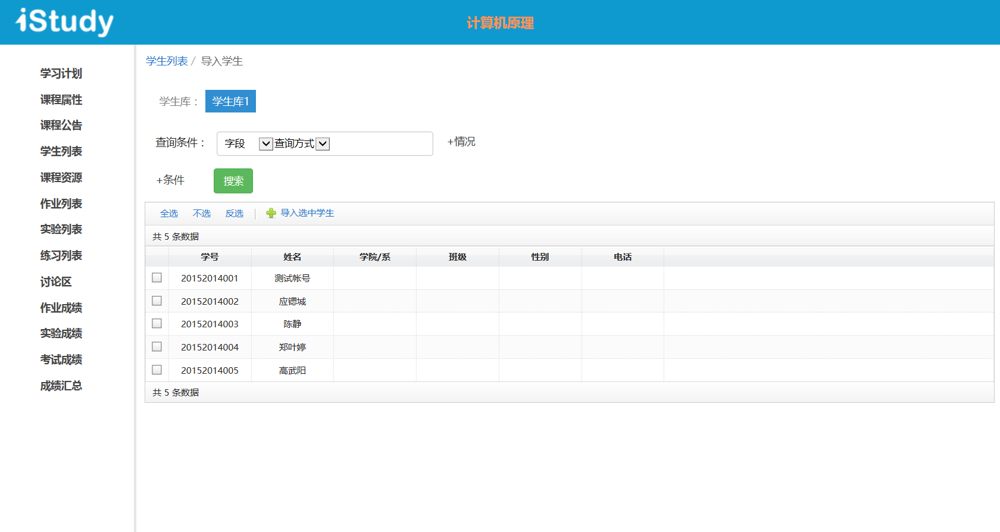 iStudy
计算机原理
学习计划
课程属性
课程公告
学生列表
课程资源
作业列表
实验列表
练习列表
讨论区
作业成绩
实验成绩
考试成绩
成绩汇总
学生列表 / 导入学生
学生库： 学生库1
查询条件： 字段 查询方式 +情况
+条件 搜索
全选 不选 反选 | 导入选中学生
共 5 条数据
学号 姓名 学院/系 班级 性别 电话
20152014001 测试帐号
20152014002 应锶城
20152014003 陈静
20152014004 郑叶婷
20152014005 高武阳
共 5 条数据